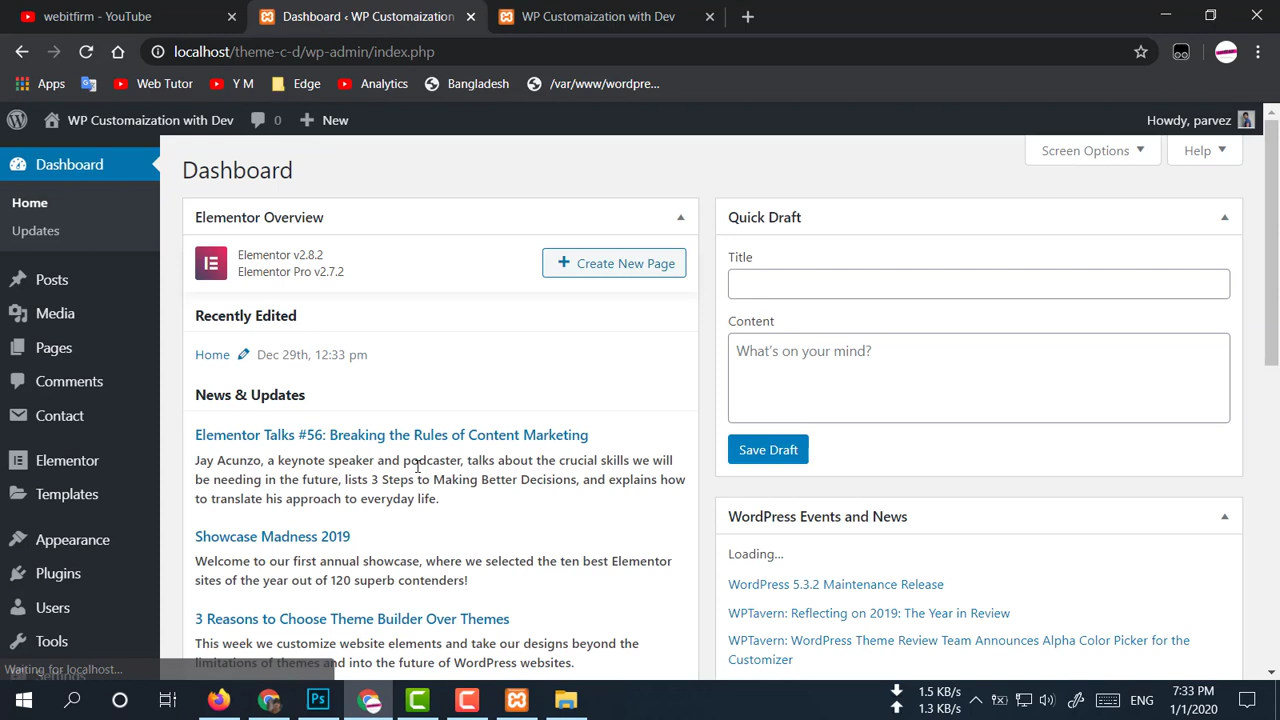 webitfirm - YouTube
Dashboard ‹ WP Customaization
WP Customaization with Dev
localhost/theme-c-d/wp-admin/index.php
Apps
Web Tutor
Y M
Edge
Analytics
Bangladesh
/var/www/wordpre...
WP Customaization with Dev
0
New
Howdy, parvez
Dashboard
Home
Updates
Posts
Media
Pages
Comments
Contact
Elementor
Templates
Appearance
Plugins
Users
Tools
Settings
Waiting for localhost...
Screen Options
Help
Dashboard
Elementor Overview
Elementor v2.8.2
Elementor Pro v2.7.2
Create New Page
Recently Edited
Home Dec 29th, 12:33 pm
News & Updates
Elementor Talks #56: Breaking the Rules of Content Marketing
Jay Acunzo, a keynote speaker and podcaster, talks about the crucial skills we will
be needing in the future, lists 3 Steps to Making Better Decisions, and explains how
to translate his approach to everyday life.
Showcase Madness 2019
Welcome to our first annual showcase, where we selected the ten best Elementor
sites of the year out of 120 superb contenders!
3 Reasons to Choose Theme Builder Over Themes
This week we customize website elements and take our designs beyond the
limitations of themes and into the future of WordPress websites.
Quick Draft
Title
Content
What's on your mind?
Save Draft
WordPress Events and News
Loading...
WordPress 5.3.2 Maintenance Release
WPTavern: Reflecting on 2019: The Year in Review
WPTavern: WordPress Theme Review Team Announces Alpha Color Picker for the
Customizer
Ps
1.5 KB/s
1.3 KB/s
ENG
7:33 PM
1/1/2020